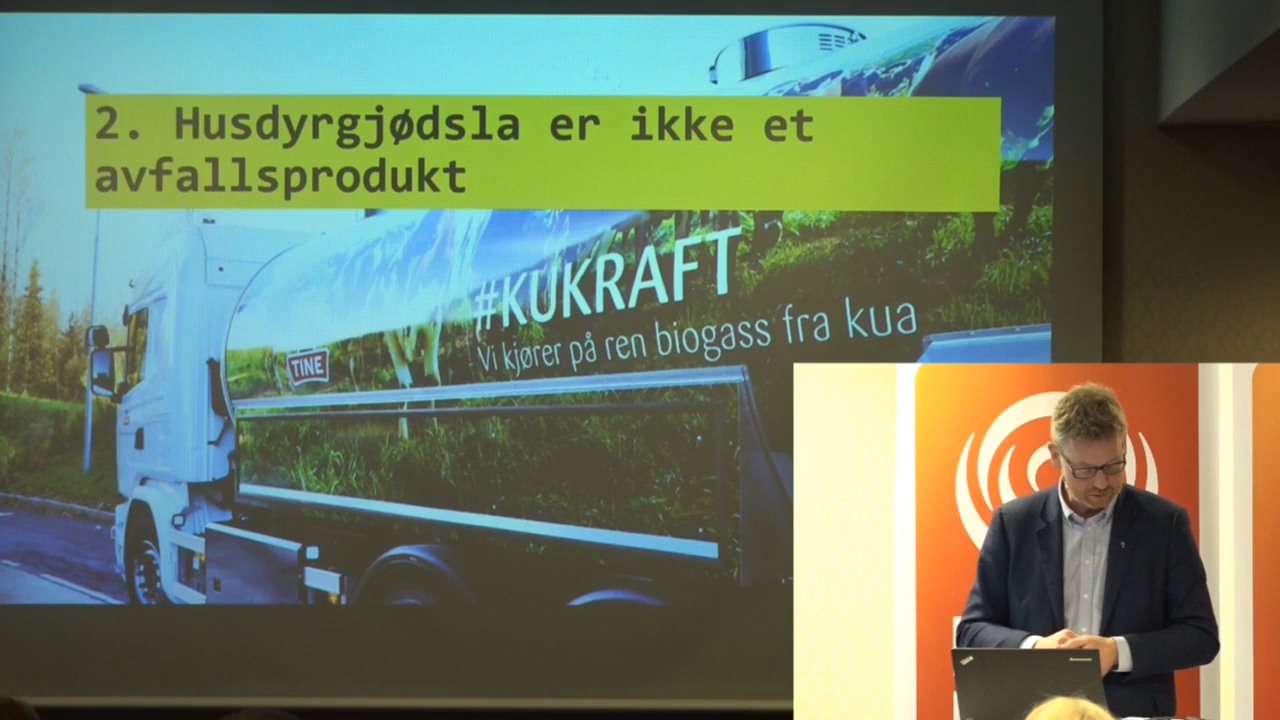 2. Husdyrgjødsla er ikke et
avfallsprodukt
#KUKRAFT
Vi kjører på ren biogass fra kua
TINE